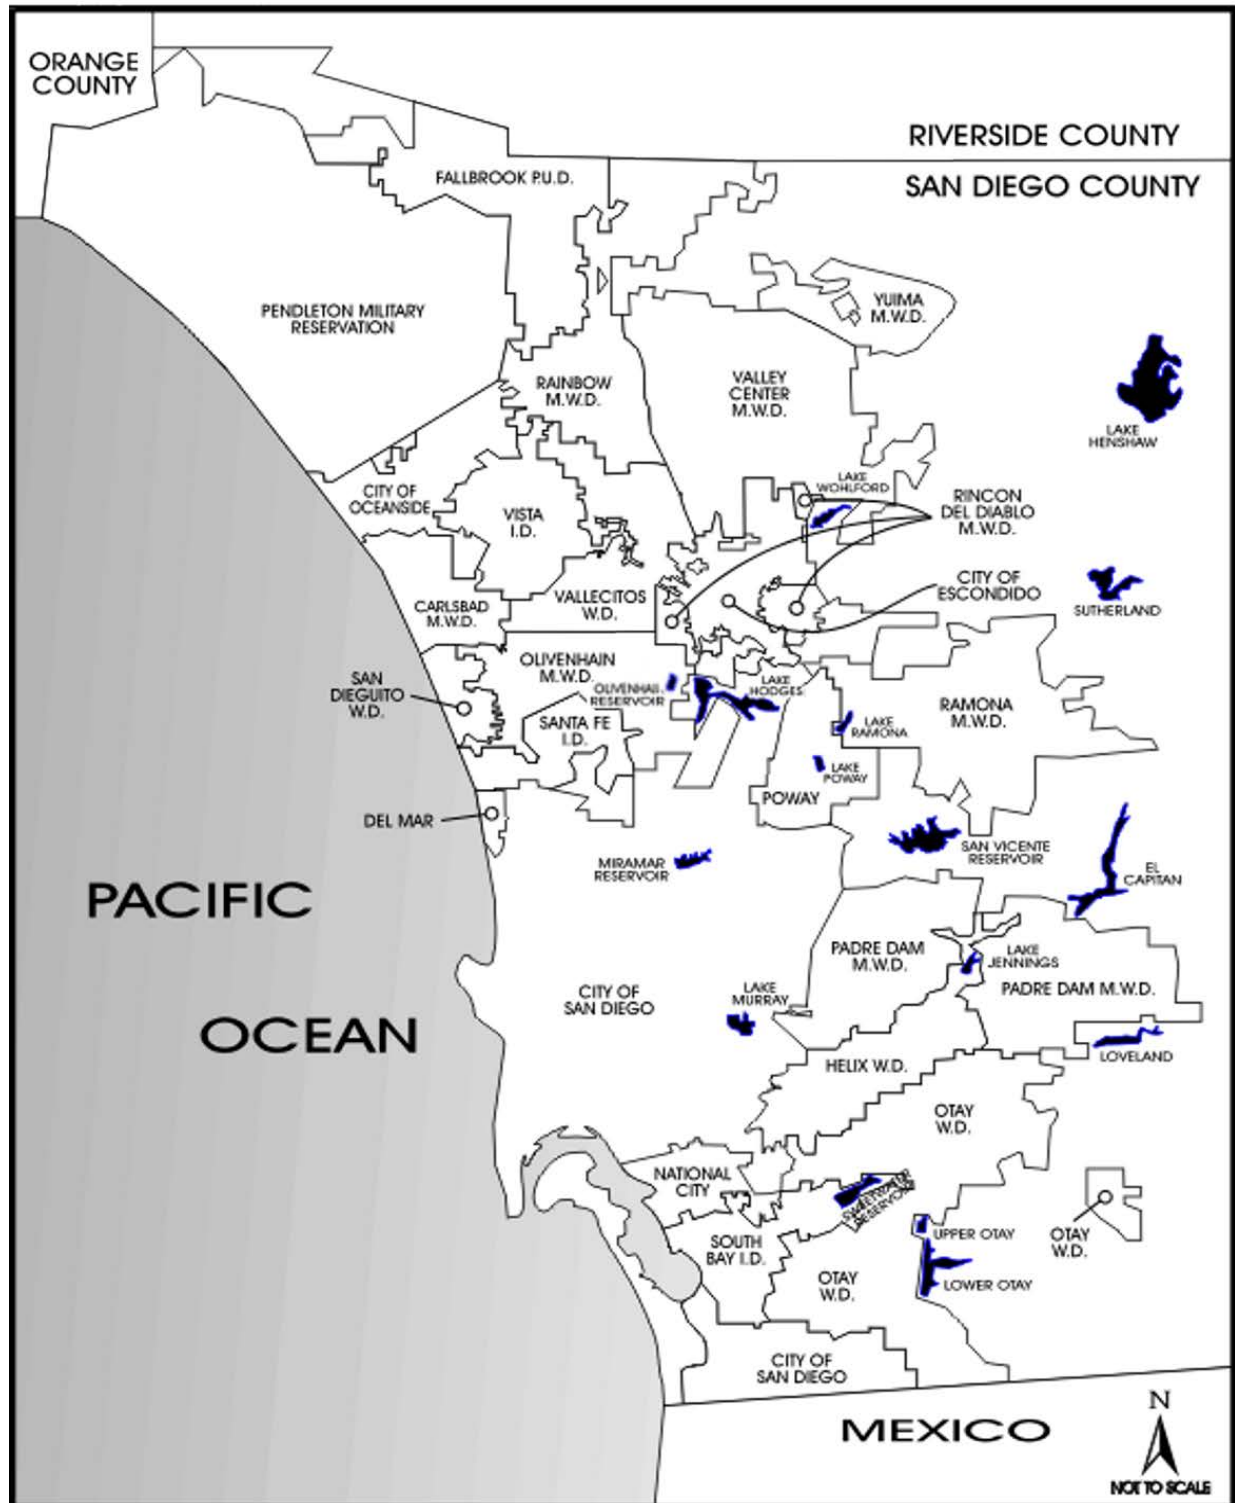 ORANGE
COUNTY
RIVERSIDE COUNTY
SAN DIEGO COUNTY
FALLBROOK P.U.D.
PENDLETON MILITARY
RESERVATION
YUIMA
M.W.D.
RAINBOW
M.W.D.
VALLEY
CENTER
M.W.D.
LAKE
HENSHAW
CITY OF
OCEANSIDE
VISTA
I.D.
LAKE
WOHLFORD
RINCON
DEL DIABLO
M.W.D.
CARLSBAD
M.W.D.
VALLECITOS
W.D.
CITY OF
ESCONDIDO
SUTHERLAND
SAN
DIEGUITO
W.D.
OLIVENHAIN
M.W.D.
OLIVENHAIN
RESERVOIR
LAKE
HODGES
SANTA FE
I.D.
LAKE
RAMONA
RAMONA
M.W.D.
LAKE
POWAY
POWAY
DEL MAR
MIRAMAR
RESERVOIR
SAN VICENTE
RESERVOIR
EL
CAPITAN
PACIFIC
OCEAN
PADRE DAM
M.W.D.
LAKE
JENNINGS
PADRE DAM M.W.D.
CITY OF
SAN DIEGO
LAKE
MURRAY
LOVELAND
HELIX W.D.
OTAY
W.D.
NATIONAL
CITY
SWEETWATER
RESERVOIR
SOUTH
BAY I.D.
UPPER OTAY
OTAY
W.D.
OTAY
W.D.
LOWER OTAY
CITY OF
SAN DIEGO
MEXICO
N
NOT TO SCALE